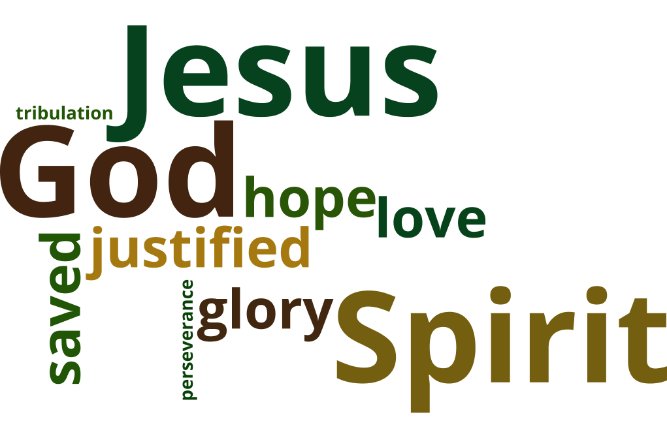 Jesus
tribulation
God
hope
love
justified
saved
perseverance
glory
Spirit